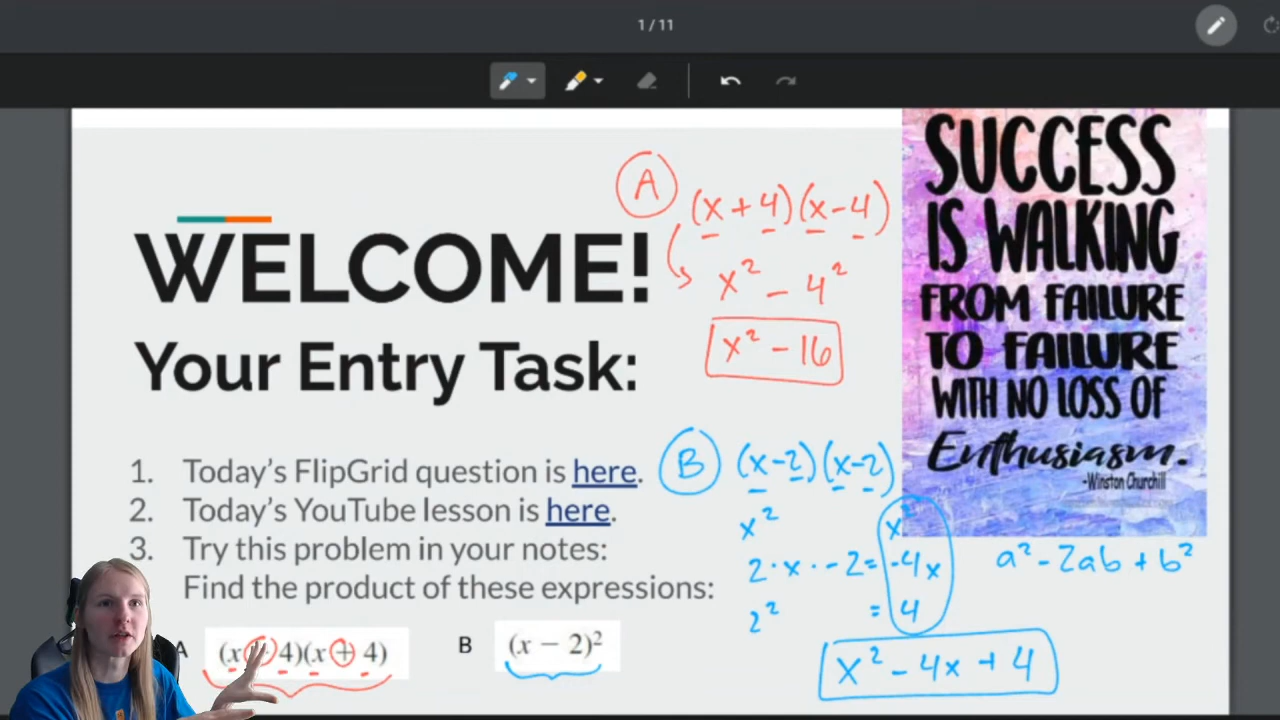 1 / 11
WELCOME!
Your Entry Task:
1. Today's FlipGrid question is here.
2. Today's YouTube lesson is here.
3. Try this problem in your notes:
Find the product of these expressions:
A
B (x − 2)²
A
(x + 4)(x - 4)
x² - 4²
x² - 16
B (x-2)(x-2)
x² x²
2·x·-2= -4x
2² = 4
x² - 4x + 4
a² - 2ab + b²
SUCCESS
IS WALKING
FROM FAILURE
TO FAILURE
WITH NO LOSS OF
Enthusiasm.
-Winston Churchill